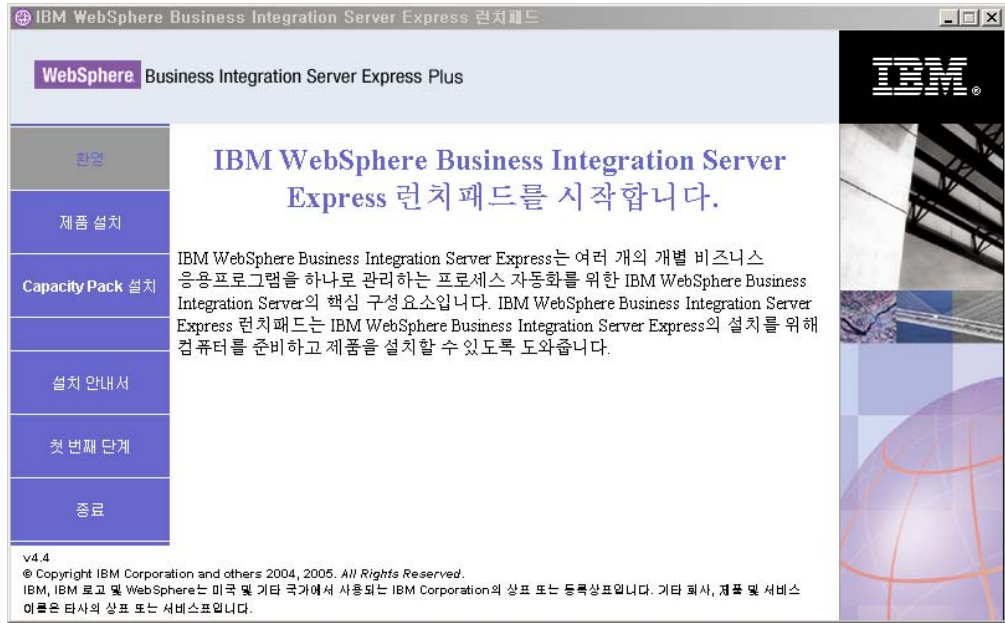 IBM WebSphere Business Integration Server Express 런치패드
WebSphere. Business Integration Server Express Plus
IBM®
환영
제품 설치
Capacity Pack 설치
설치 안내서
첫 번째 단계
종료
IBM WebSphere Business Integration Server
Express 런치패드를 시작합니다.
IBM WebSphere Business Integration Server Express는 여러 개의 개별 비즈니스
응용프로그램을 하나로 관리하는 프로세스 자동화를 위한 IBM WebSphere Business
Integration Server의 핵심 구성요소입니다. IBM WebSphere Business Integration Server
Express 런치패드는 IBM WebSphere Business Integration Server Express의 설치를 위해
컴퓨터를 준비하고 제품을 설치할 수 있도록 도와줍니다.
v4.4
© Copyright IBM Corporation and others 2004, 2005. All Rights Reserved.
IBM, IBM 로고 및 WebSphere는 미국 및 기타 국가에서 사용되는 IBM Corporation의 상표 또는 등록상표입니다. 기타 회사, 제품 및 서비스
이름은 타사의 상표 또는 서비스표입니다.